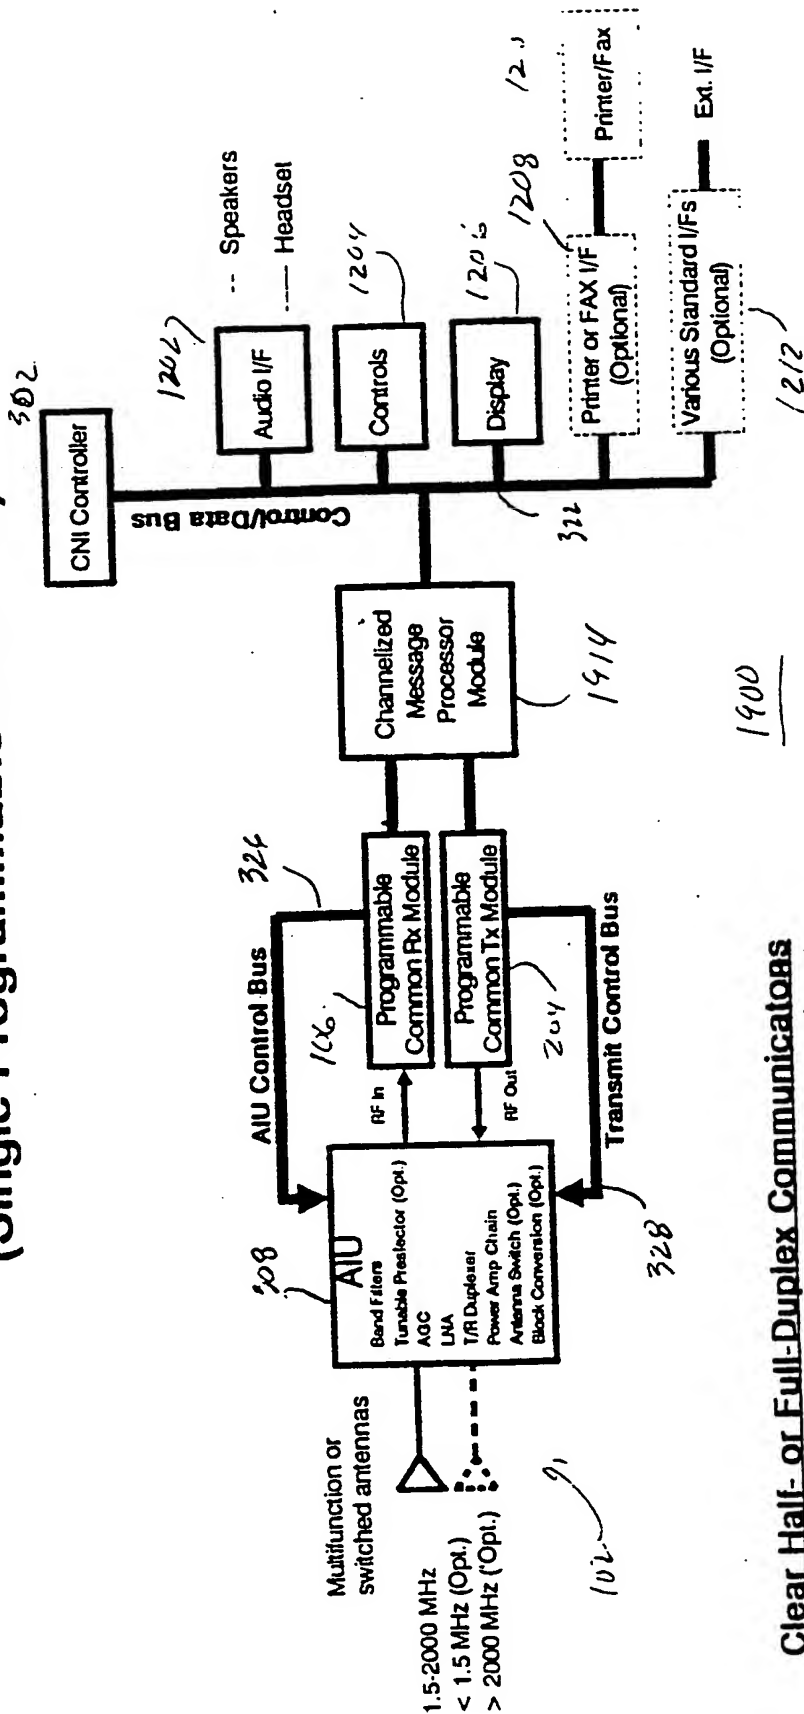 CNI Controller
302
Control/Data Bus
1202
Audio I/F
-- Speakers
Headset
1204
Controls
1206
Display
1208
Printer or FAX I/F
(Optional)
Printer/Fax
Various Standard I/Fs
(Optional)
Ext. I/F
1212
322
Channelized
Message
Processor
Module
1914
AIU Control Bus
324
Programmable
Common Rx Module
106
Programmable
Common Tx Module
204
RF In
RF Out
Transmit Control Bus
328
308
AIU
Band Filters
Tunable Preslector (Opt.)
AGC
LNA
T/R Duplexer
Power Amp Chain
Antenna Switch (Opt.)
Block Conversion (Opt.)
Multifunction or
switched antennas
1.5-2000 MHz
< 1.5 MHz (Opt.)
> 2000 MHz (Opt.)
102
1900
Clear Half- or Full-Duplex Communicators